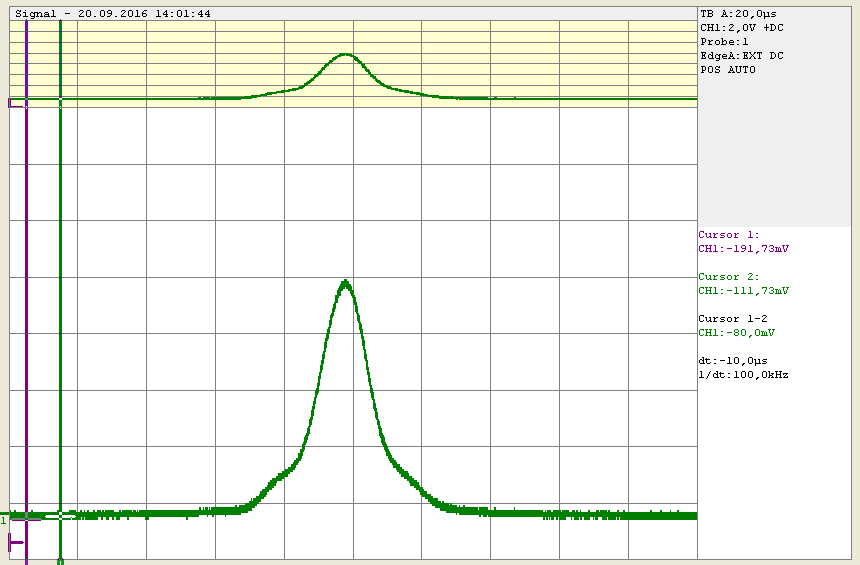 Signal - 20.09.2016 14:01:44
TB A:20,0µs
CH1:2,0V +DC
Probe:1
EdgeA:EXT DC
POS AUTO
Cursor 1:
CH1:-191,73mV
Cursor 2:
CH1:-111,73mV
Cursor 1-2
CH1:-80,0mV
dt:-10,0µs
1/dt:100,0kHz
1